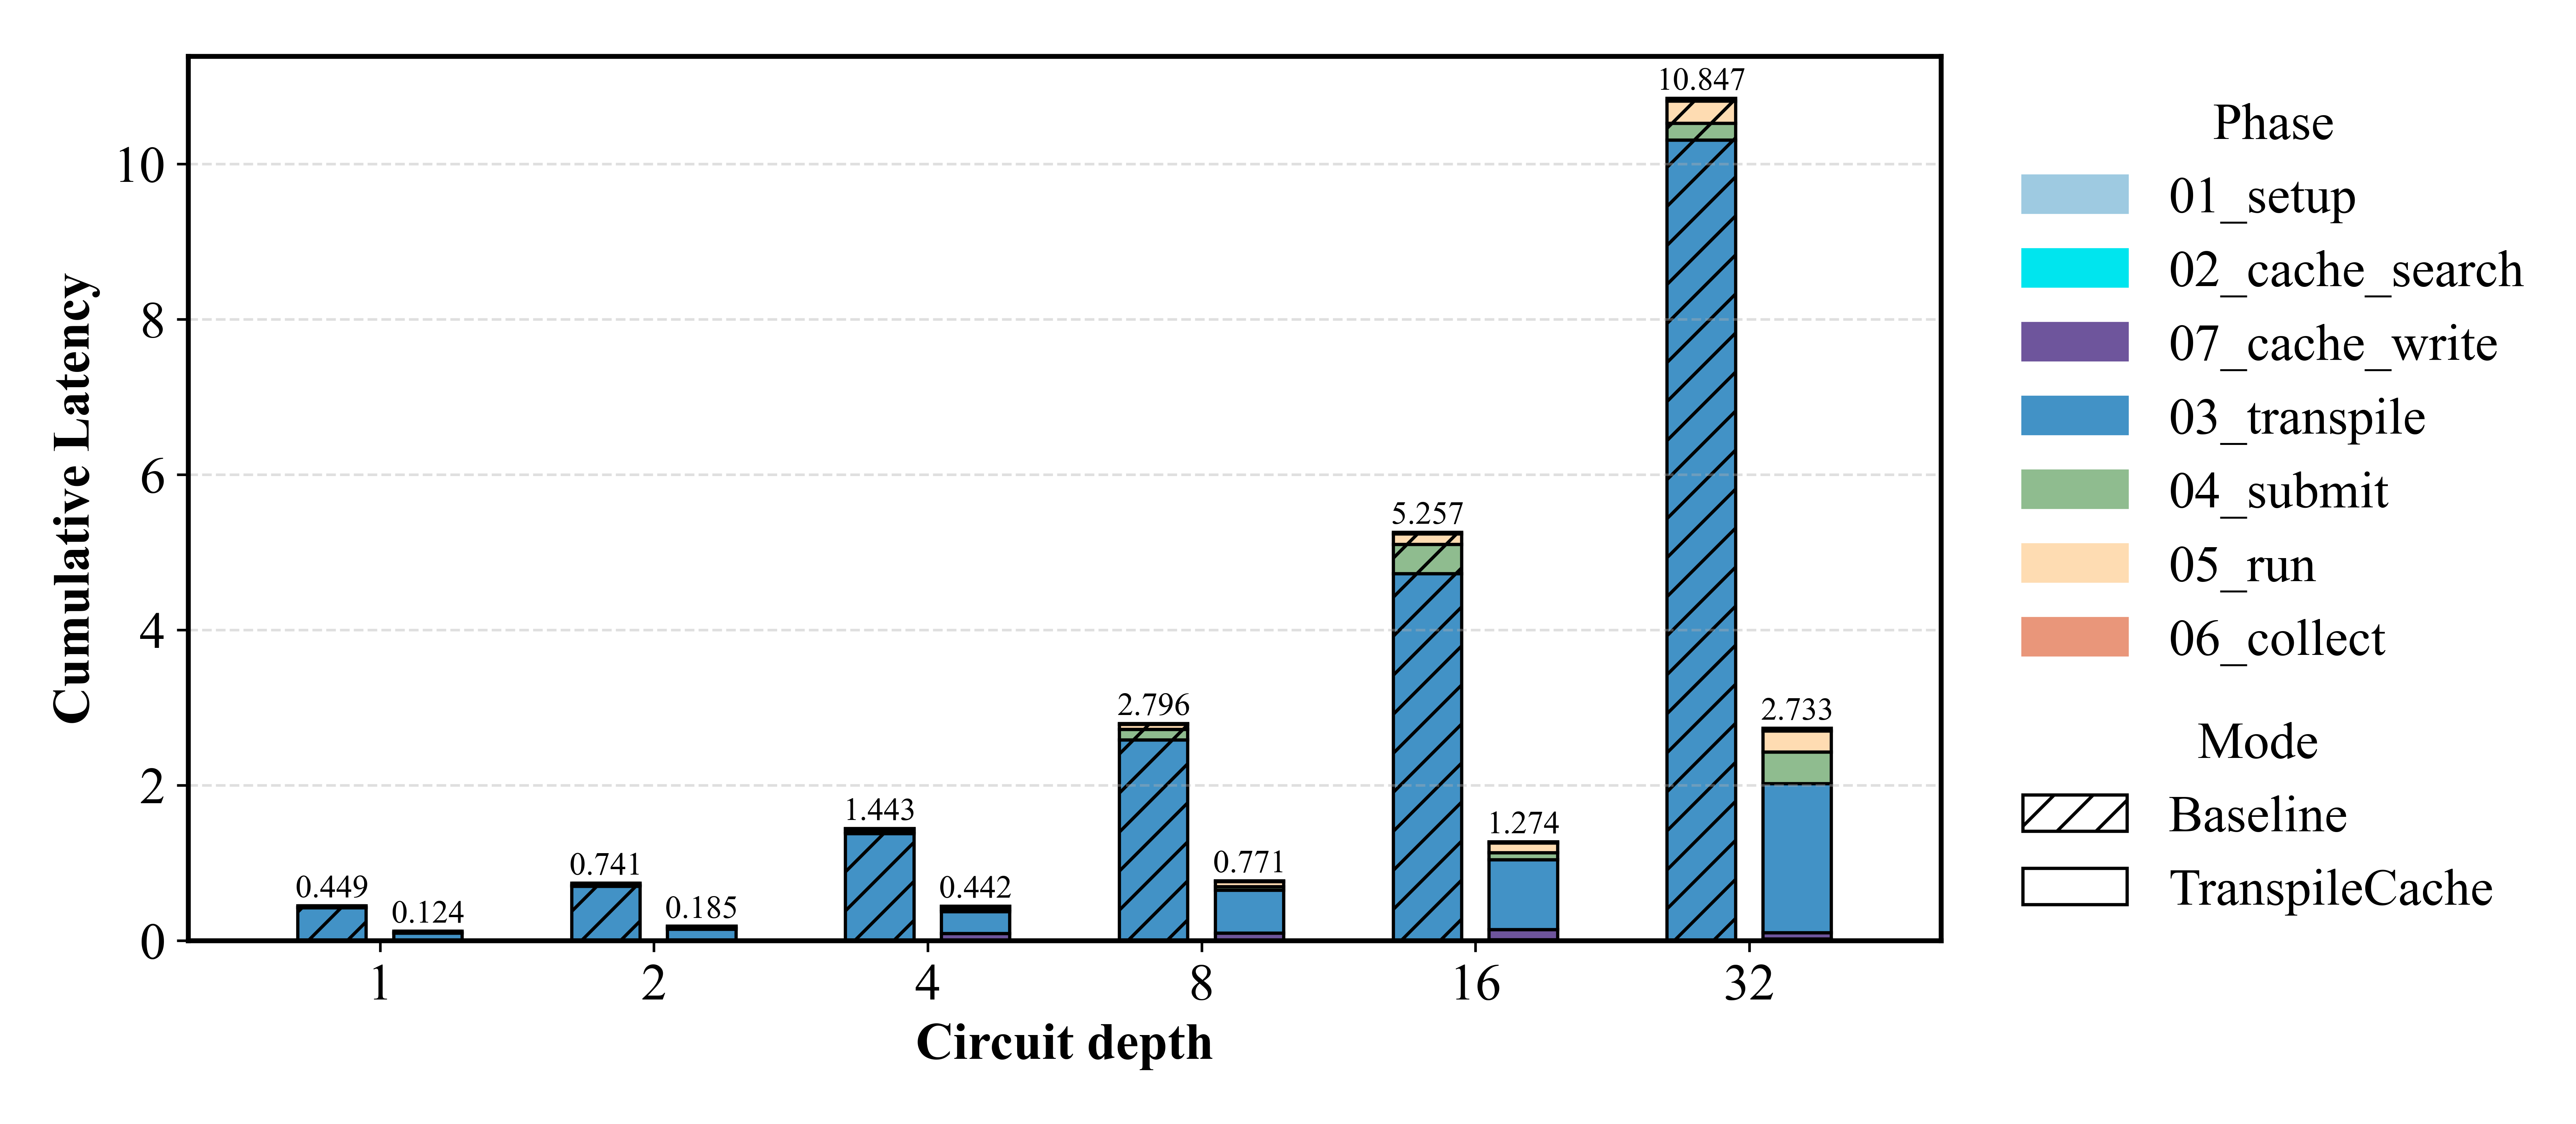 10.847
5.257
2.796
2.733
1.443
1.274
0.771
0.741
0.449
0.442
0.185
0.124
10
8
6
4
2
0
Cumulative Latency
1
2
4
8
16
32
Circuit depth
Phase
01_setup
02_cache_search
07_cache_write
03_transpile
04_submit
05_run
06_collect
Mode
Baseline
TranspileCache